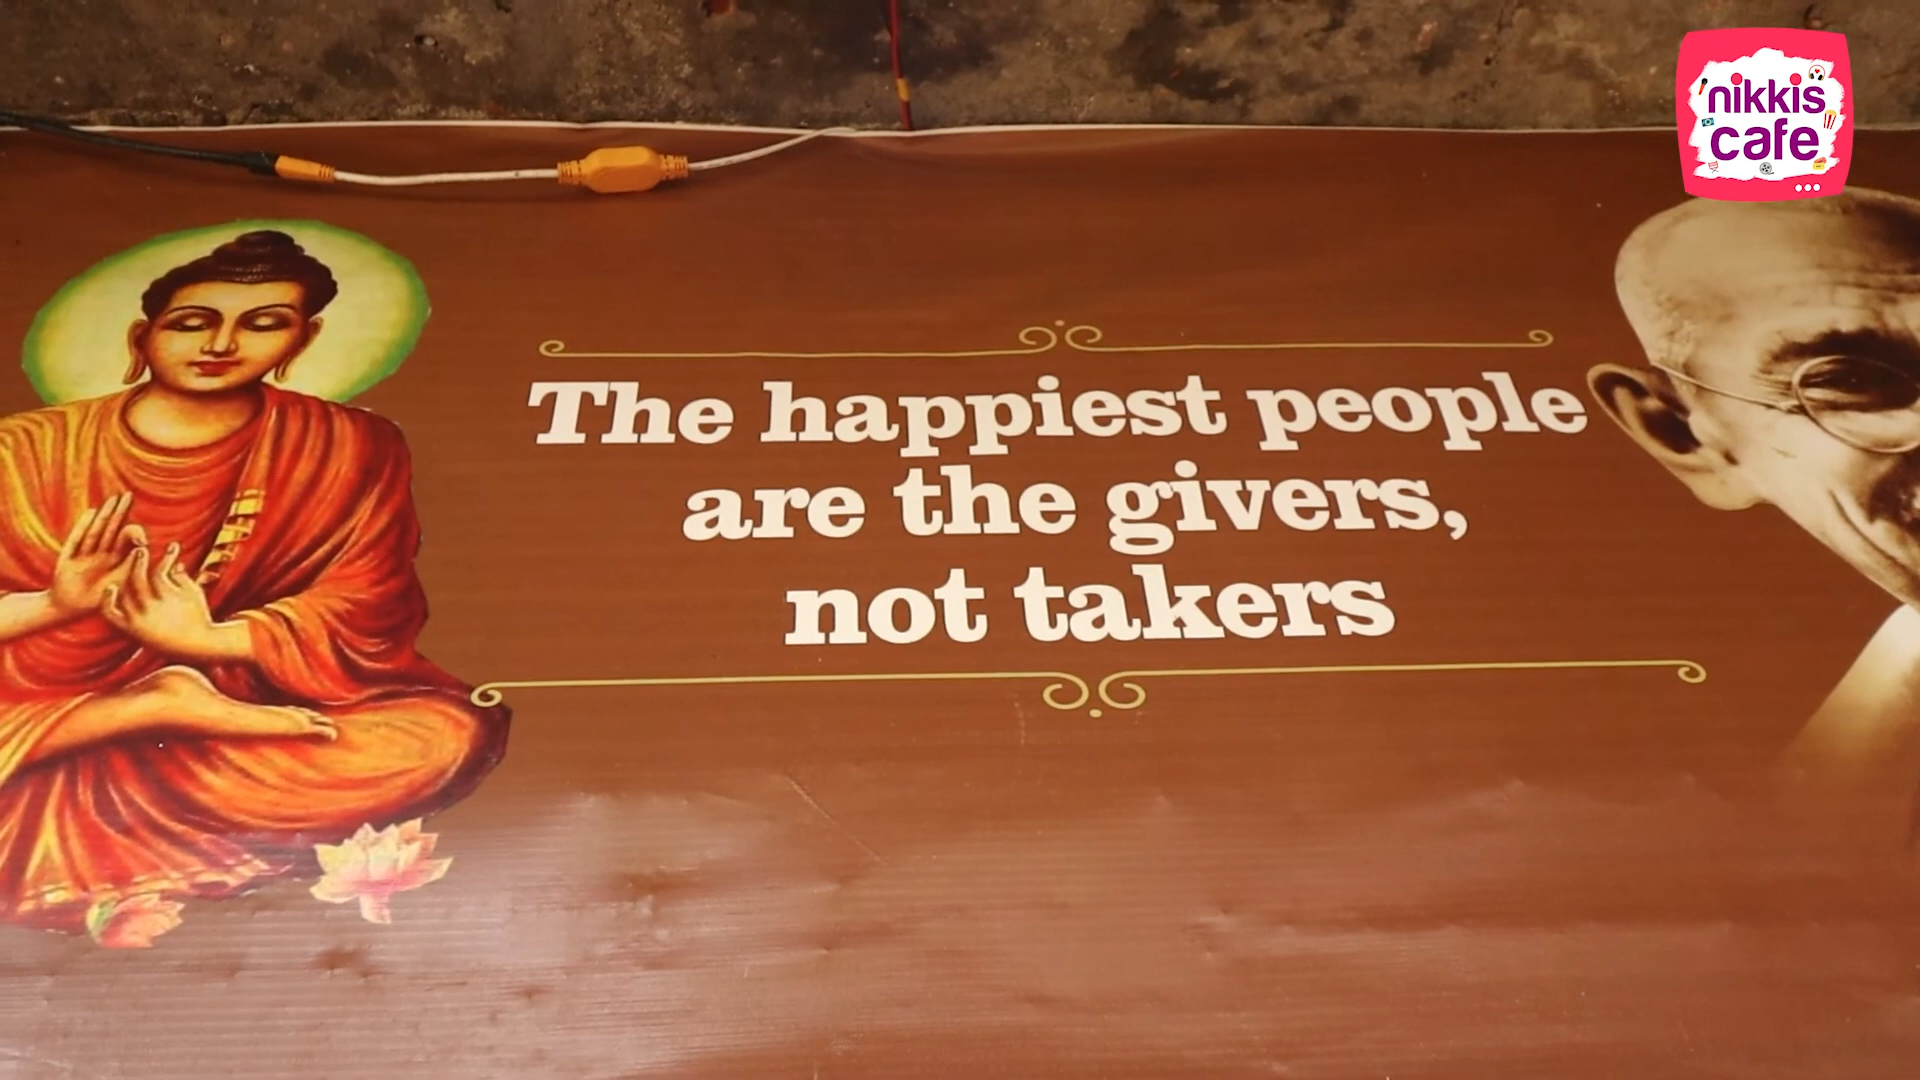 nikkis
cafe
The happiest people
are the givers,
not takers